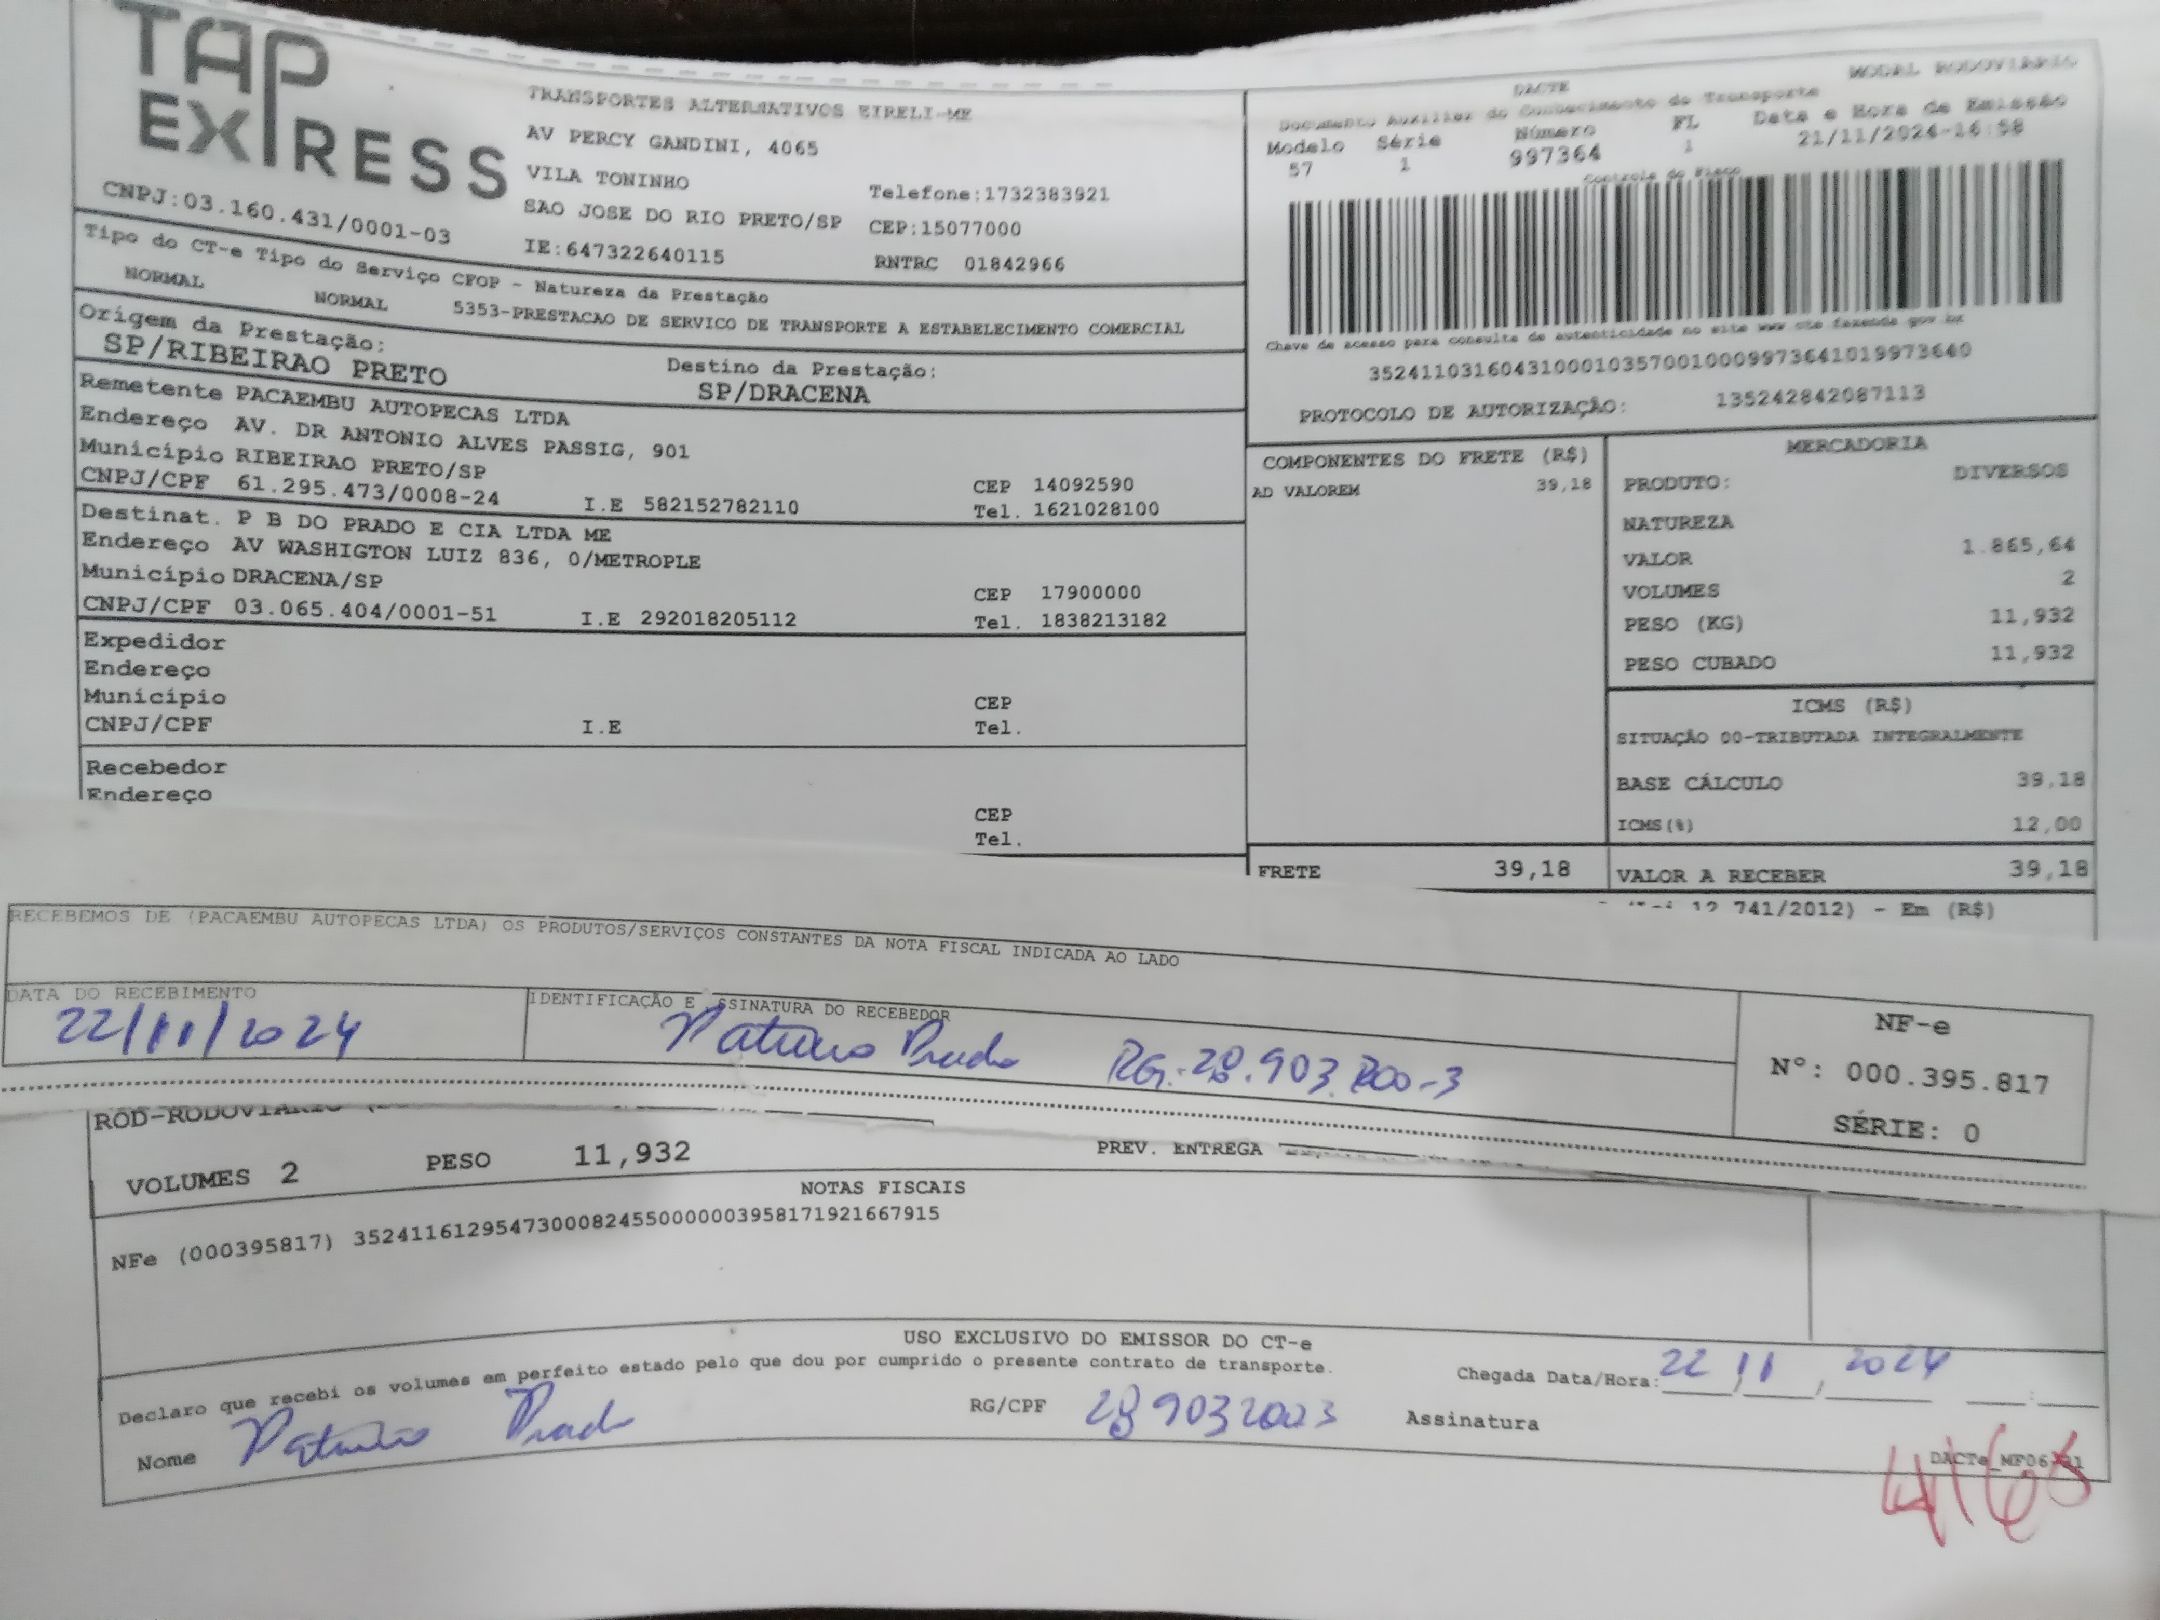 TAP
EXPRESS
CNPJ:03.160.431/0001-03
TRANSPORTES ALTERNATIVOS EIRELI-ME
AV PERCY GANDINI, 4065
VILA TONINHO
Telefone:1732383921
SAO JOSE DO RIO PRETO/SP CEP:15077000
IE:647322640115
RNTRC 01842966
MODAL RODOVIÁRIO
DACTE
Documento Auxiliar do Conhecimento de Transporte
Modelo Série Número FL Data e Hora de Emissão
57 1 997364 1 21/11/2024-16:58
Controle do Fisco
Chave de acesso para consulta de autenticidade no site www cte fazenda gov.br
35241103160431000103570010009973641019973640
PROTOCOLO DE AUTORIZAÇÃO: 135242842087113
Tipo do CT-e Tipo do Serviço CFOP - Natureza da Prestação
NORMAL NORMAL 5353-PRESTACAO DE SERVICO DE TRANSPORTE A ESTABELECIMENTO COMERCIAL
Origem da Prestação:
SP/RIBEIRAO PRETO
Destino da Prestação:
SP/DRACENA
Remetente PACAEMBU AUTOPECAS LTDA
Endereço AV. DR ANTONIO ALVES PASSIG, 901
Município RIBEIRAO PRETO/SP CEP 14092590
CNPJ/CPF 61.295.473/0008-24 I.E 582152782110 Tel. 1621028100
Destinat. P B DO PRADO E CIA LTDA ME
Endereço AV WASHIGTON LUIZ 836, 0/METROPLE
Município DRACENA/SP CEP 17900000
CNPJ/CPF 03.065.404/0001-51 I.E 292018205112 Tel. 1838213182
Expedidor
Endereço
Município CEP
CNPJ/CPF I.E Tel.
Recebedor
Endereço
CEP
Tel.
COMPONENTES DO FRETE (R$)
AD VALOREM 39,18
FRETE 39,18
MERCADORIA
PRODUTO: DIVERSOS
NATUREZA
VALOR 1.865,64
VOLUMES 2
PESO (KG) 11,932
PESO CUBADO 11,932
ICMS (R$)
SITUAÇÃO 00-TRIBUTADA INTEGRALMENTE
BASE CÁLCULO 39,18
ICMS(%) 12,00
VALOR A RECEBER 39,18
741/2012) - Em (R$)
RECEBEMOS DE (PACAEMBU AUTOPECAS LTDA) OS PRODUTOS/SERVIÇOS CONSTANTES DA NOTA FISCAL INDICADA AO LADO
DATA DO RECEBIMENTO
22/11/2024
IDENTIFICAÇÃO E SSINATURA DO RECEBEDOR
Prado RG.-28.903.200-3
NF-e
N°: 000.395.817
SÉRIE: 0
ROD-RODOVIÁRIO
VOLUMES 2 PESO 11,932 PREV. ENTREGA
NOTAS FISCAIS
NFe (000395817) 35241161295473000824550000003958171921667915
USO EXCLUSIVO DO EMISSOR DO CT-e
Declaro que recebi os volumes em perfeito estado pelo que dou por cumprido o presente contrato de transporte.
Chegada Data/Hora: 22 / 11 / 2024 :
Nome Prado RG/CPF 289032003 Assinatura